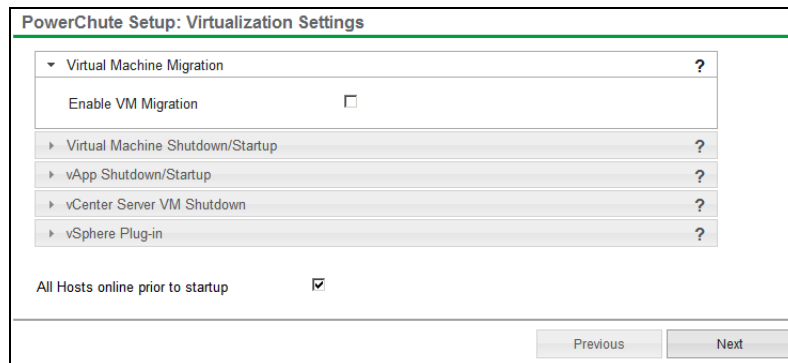 PowerChute Setup: Virtualization Settings
Virtual Machine Migration ?
Enable VM Migration
Virtual Machine Shutdown/Startup ?
vApp Shutdown/Startup ?
vCenter Server VM Shutdown ?
vSphere Plug-in ?
All Hosts online prior to startup
Previous Next